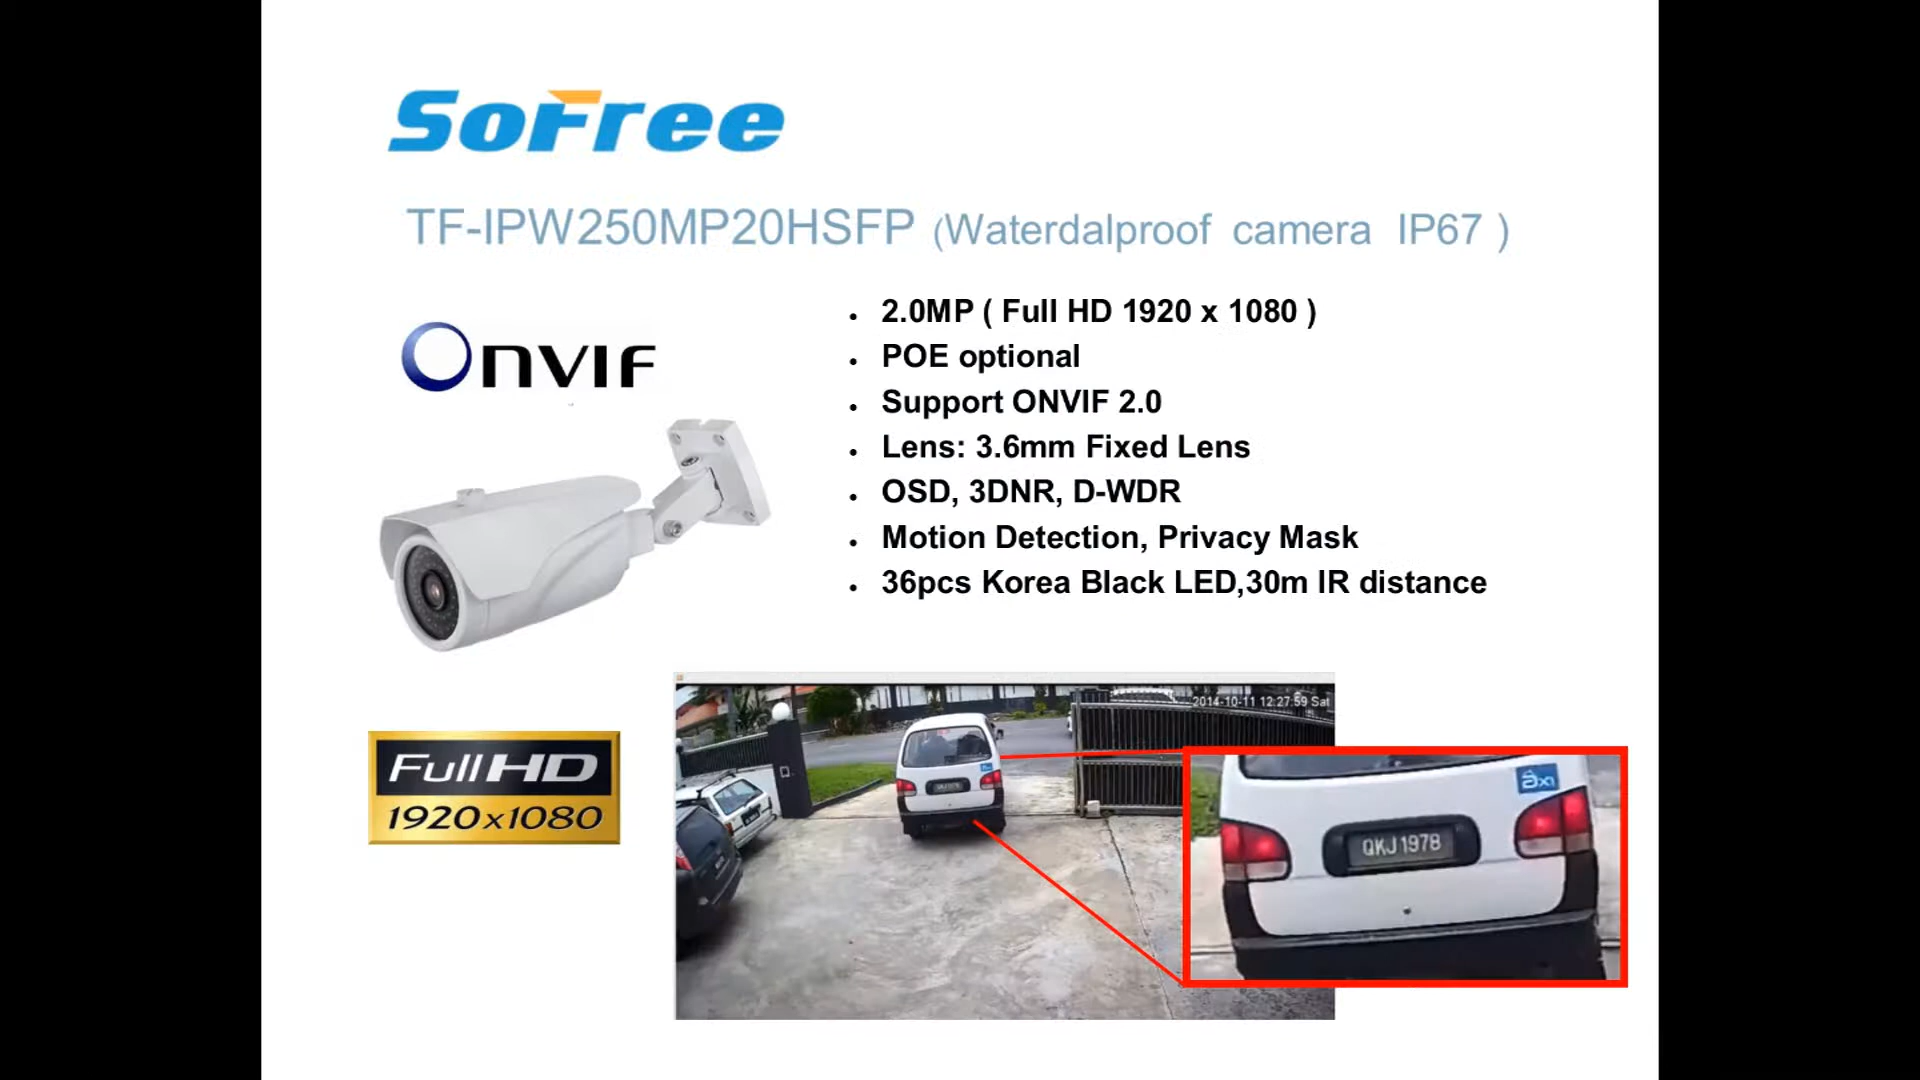 SoFree
TF-IPW250MP20HSFP (Waterdalproof camera IP67 )
ONVIF
• 2.0MP ( Full HD 1920 x 1080 )
• POE optional
• Support ONVIF 2.0
• Lens: 3.6mm Fixed Lens
• OSD, 3DNR, D-WDR
• Motion Detection, Privacy Mask
• 36pcs Korea Black LED,30m IR distance
2014-10-11 12:27:59 Sat
Full HD
1920x1080
QKJ1978